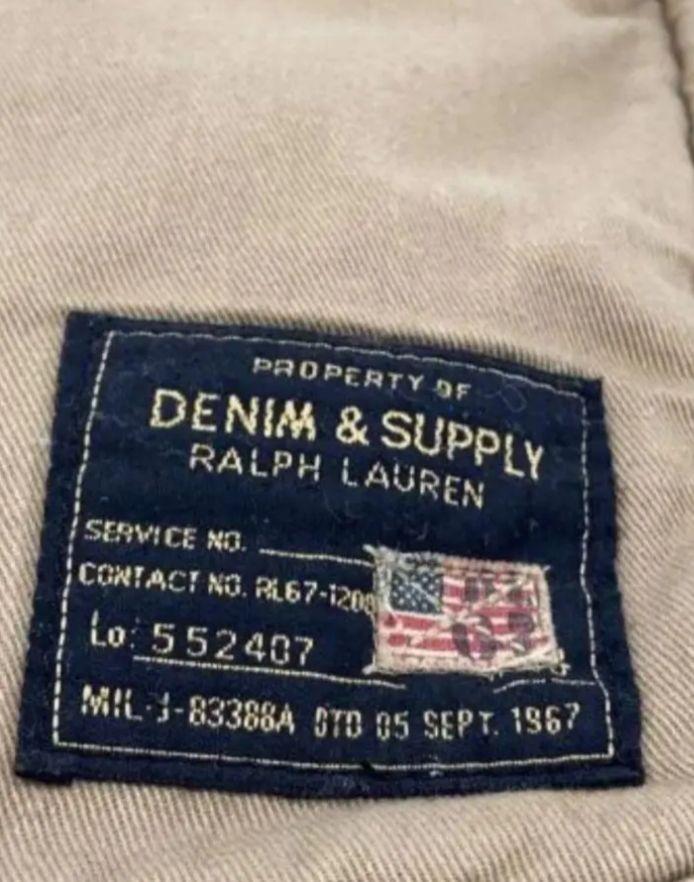 PROPERTY OF
DENIM & SUPPLY
RALPH LAUREN
SERVICE NO.
CONTACT NO. RL67-1200
Lo: 552407
MIL-J-83388A DTD 05 SEPT. 1967